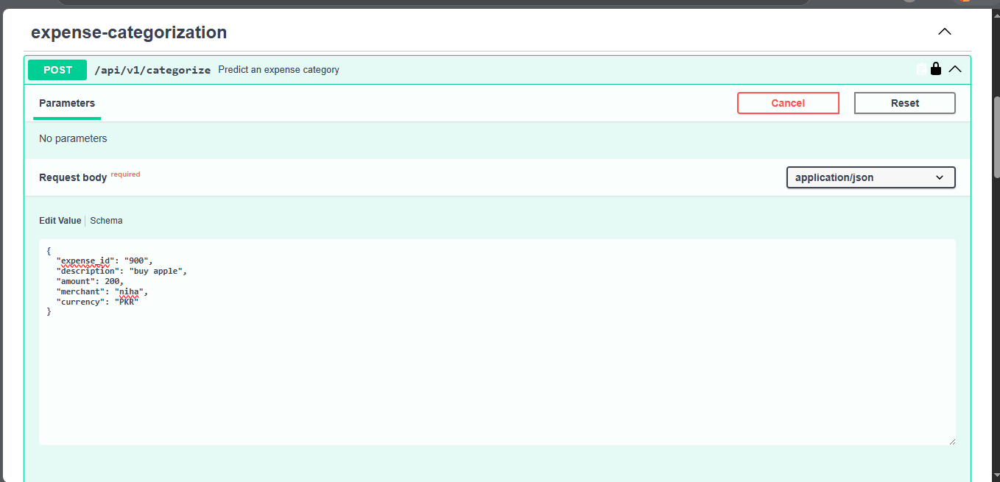 expense-categorization
POST /api/v1/categorize Predict an expense category
Parameters Cancel Reset
No parameters
Request body required application/json
Edit Value Schema
{
  "expense_id": "900",
  "description": "buy apple",
  "amount": 200,
  "merchant": "niha",
  "currency": "PKR"
}